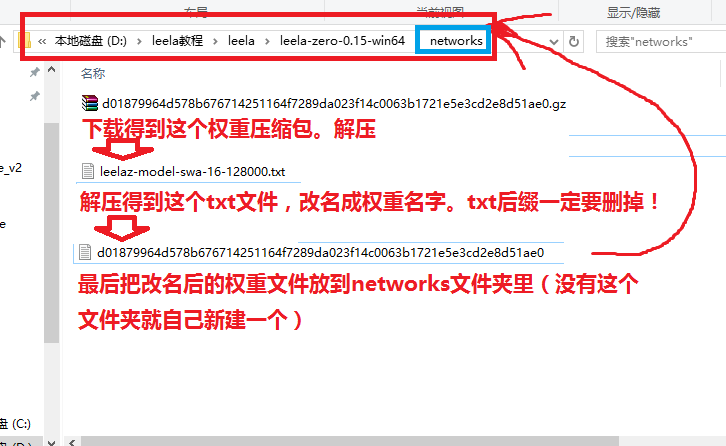 布局
当前视图
显示/隐藏
« 本地磁盘 (D:) › leela教程 › leela › leela-zero-0.15-win64 › networks
搜索"networks"
名称
d01879964d578b676714251164f7289da023f14c0063b1721e5e3cd2e8d51ae0.gz
下载得到这个权重压缩包。解压
leelaz-model-swa-16-128000.txt
e_v2
解压得到这个txt文件，改名成权重名字。txt后缀一定要删掉！
e
d01879964d578b676714251164f7289da023f14c0063b1721e5e3cd2e8d51ae0
最后把改名后的权重文件放到networks文件夹里（没有这个
文件夹就自己新建一个）
盘 (C:)